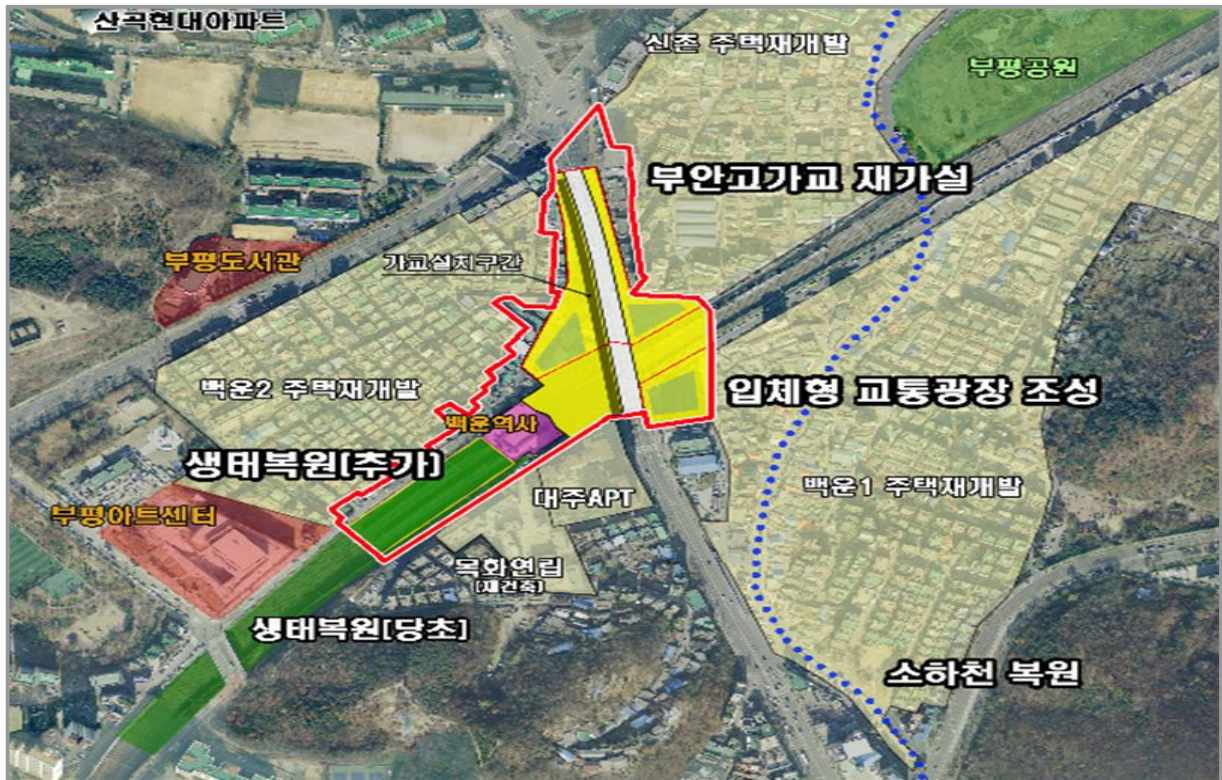 산곡현대아파트
신촌 주택재개발
부평공원
부안고가교 재가설
부평도서관
가교설치구간
백운2 주택재개발
입체형 교통광장 조성
백운역사
생태복원(추가)
백운1 주택재개발
대주APT
부평아트센터
목화연립
(재건축)
생태복원(당초)
소하천 복원